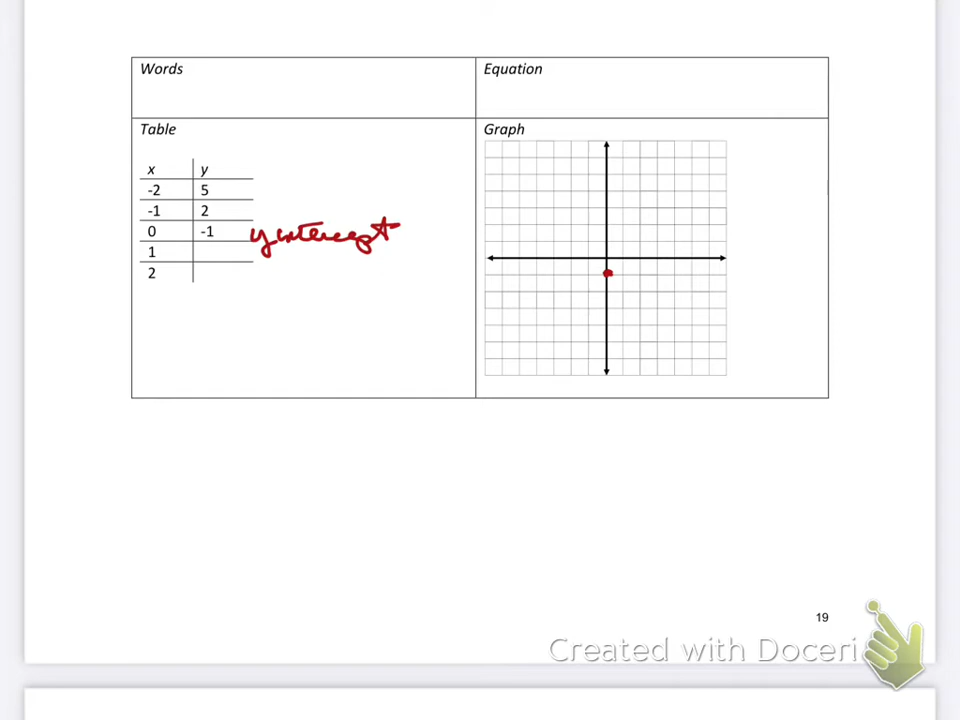 Words
Equation
Table
Graph
x y
-2 5
-1 2
0 -1 y intercept
1
2
19
Created with Doceri